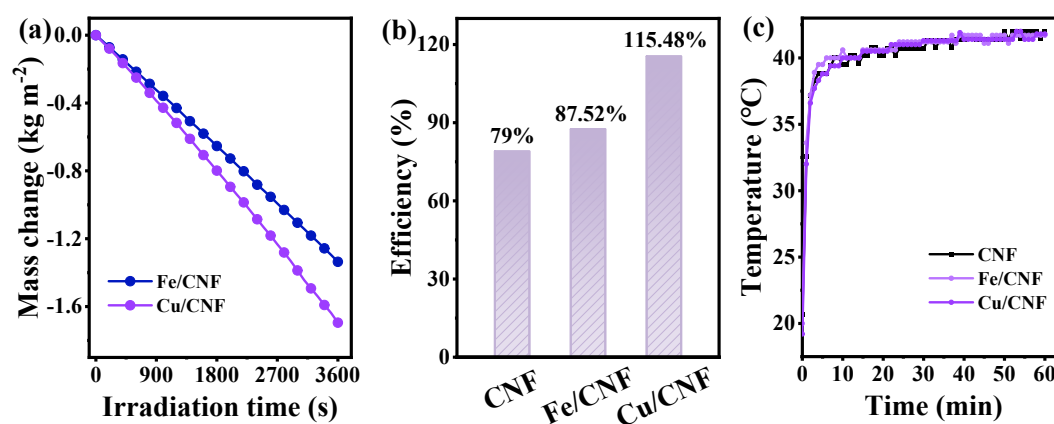 (a)
Mass change (kg m⁻²)
0.0
-0.4
-0.8
-1.2
-1.6
Fe/CNF
Cu/CNF
0
900
1800
2700
3600
Irradiation time (s)
(b)
Efficiency (%)
120
90
60
30
0
79%
87.52%
115.48%
CNF
Fe/CNF
Cu/CNF
(c)
Temperature (℃)
40
30
20
CNF
Fe/CNF
Cu/CNF
0
10
20
30
40
50
60
Time (min)